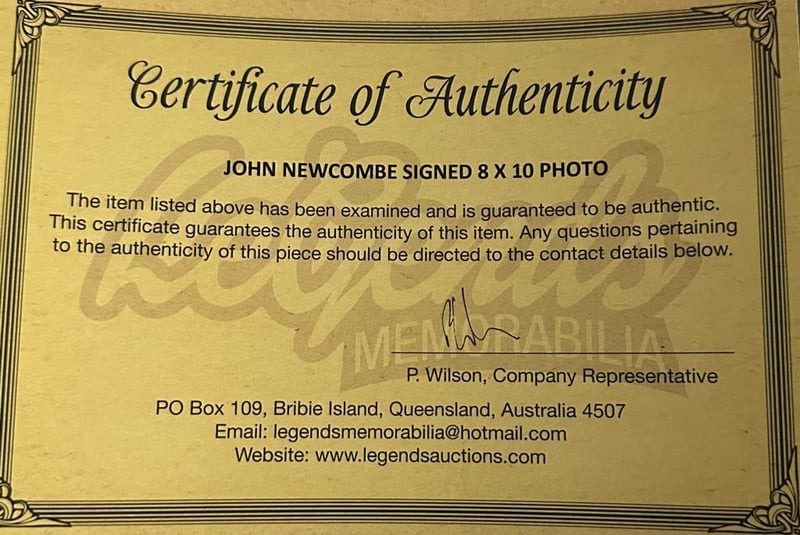 Certificate of Authenticity
JOHN NEWCOMBE SIGNED 8 X 10 PHOTO
The item listed above has been examined and is guaranteed to be authentic.
This certificate guarantees the authenticity of this item. Any questions pertaining
to the authenticity of this piece should be directed to the contact details below.
Legends
MEMORABILIA
P. Wilson, Company Representative
PO Box 109, Bribie Island, Queensland, Australia 4507
Email: legendsmemorabilia@hotmail.com
Website: www.legendsauctions.com